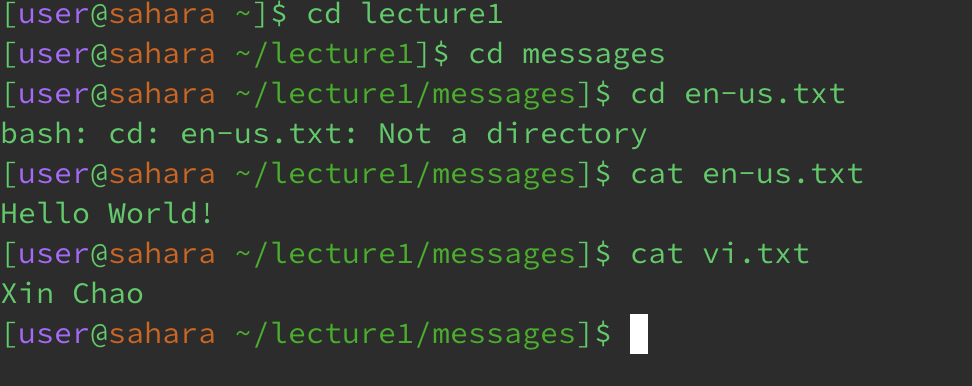 [user@sahara ~]$ cd lecture1
[user@sahara ~/lecture1]$ cd messages
[user@sahara ~/lecture1/messages]$ cd en-us.txt
bash: cd: en-us.txt: Not a directory
[user@sahara ~/lecture1/messages]$ cat en-us.txt
Hello World!
[user@sahara ~/lecture1/messages]$ cat vi.txt
Xin Chao
[user@sahara ~/lecture1/messages]$